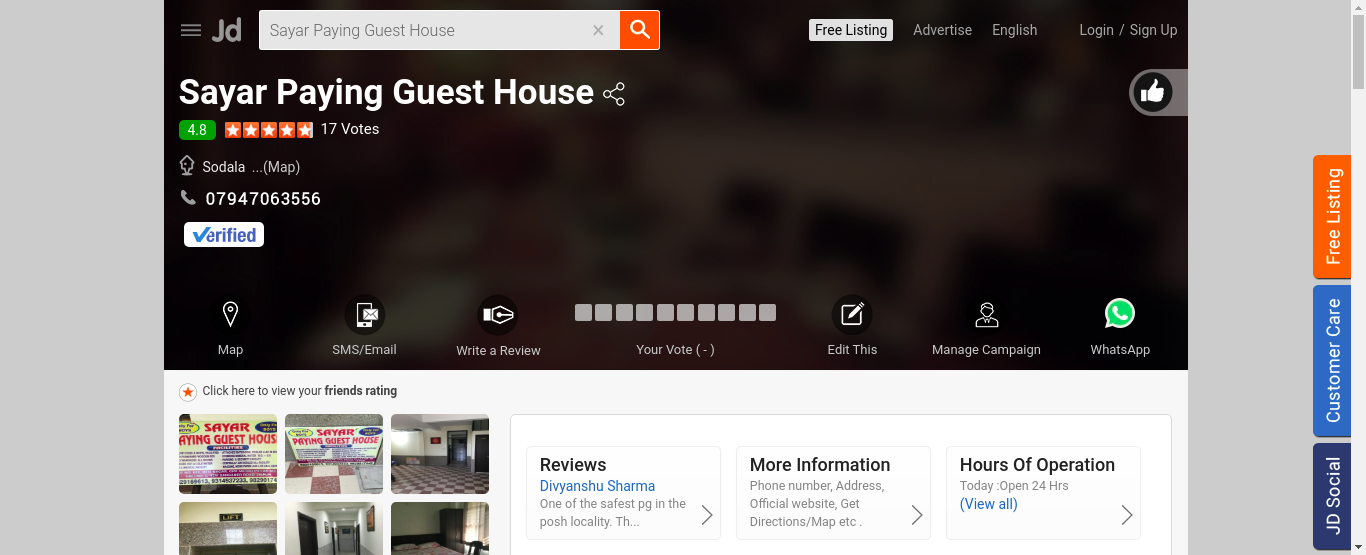 Jd
Sayar Paying Guest House
Free Listing
Advertise
English
Login / Sign Up
Sayar Paying Guest House
4.8
17 Votes
Sodala ...(Map)
07947063556
Verified
Map
SMS/Email
Write a Review
Your Vote ( - )
Edit This
Manage Campaign
WhatsApp
Free Listing
Customer Care
JD Social
Click here to view your friends rating
SAYAR
PAYING GUEST HOUSE
SAYAR
PAYING GUEST HOUSE
LIFT
Reviews
Divyanshu Sharma
One of the safest pg in the
posh locality. Th...
More Information
Phone number, Address,
Official website, Get
Directions/Map etc .
Hours Of Operation
Today :Open 24 Hrs
(View all)